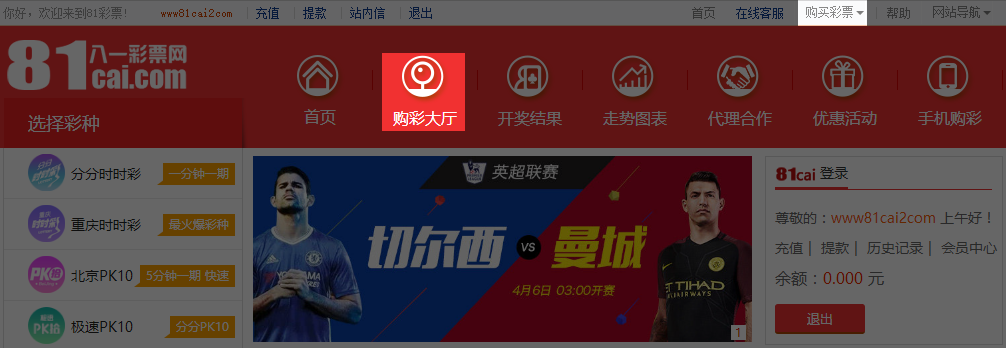 你好，欢迎来到81彩票! www81cai2com 充值 提款 站内信 退出 首页 在线客服 购买彩票 帮助 网站导航
81 八一彩票网
cai.com
首页 购彩大厅 开奖结果 走势图表 代理合作 优惠活动 手机购彩
选择彩种
分分时时彩 一分钟一期
重庆时时彩 最火爆彩种
北京PK10 5分钟一期 快速
极速PK10 分分PK10
英超联赛
切尔西 VS 曼城
4月6日 03:00开赛
YOKOHAMA
ETIHAD
1
81cai 登录
尊敬的：www81cai2com 上午好！
充值 | 提款 | 历史记录 | 会员中心
余额：0.000 元
退出